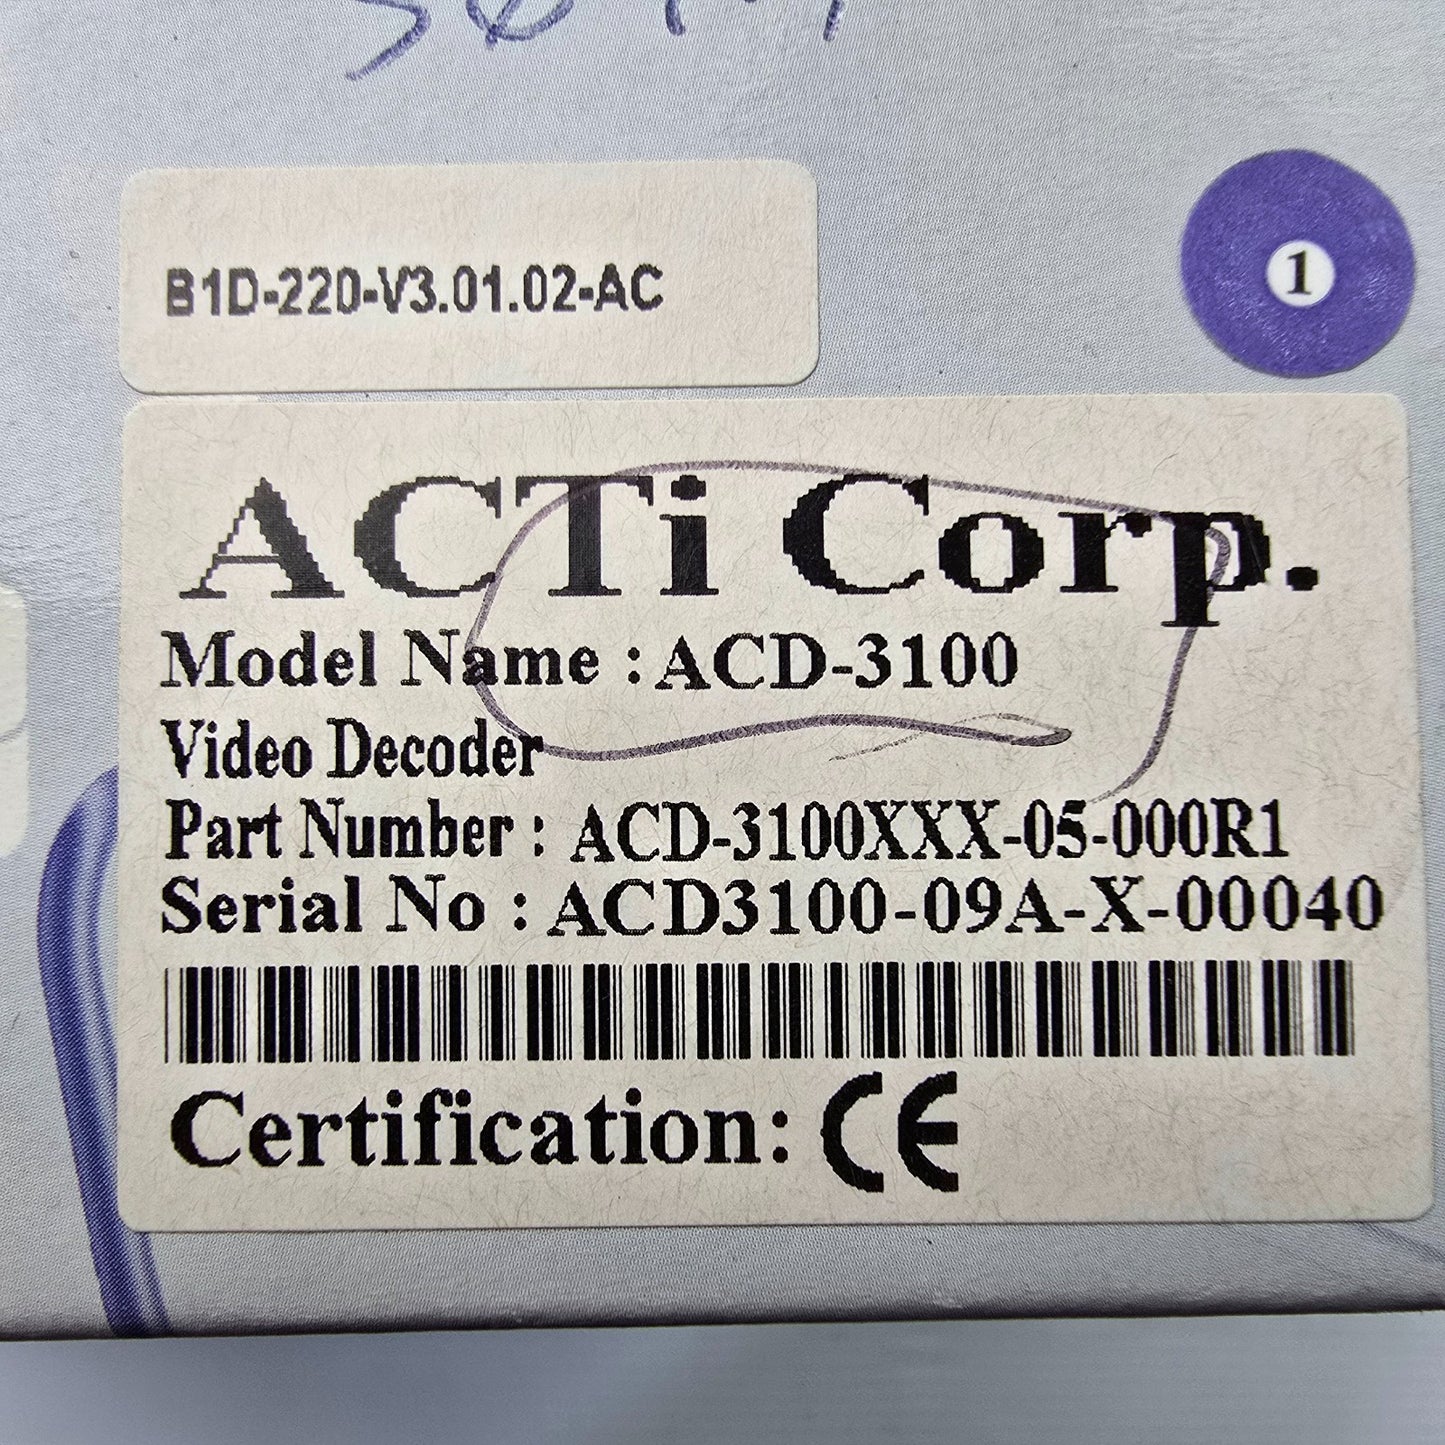 B1D-220-V3.01.02-AC
1
ACTi Corp.
Model Name : ACD-3100
Video Decoder
Part Number : ACD-3100XXX-05-000R1
Serial No : ACD3100-09A-X-00040
Certification: CE